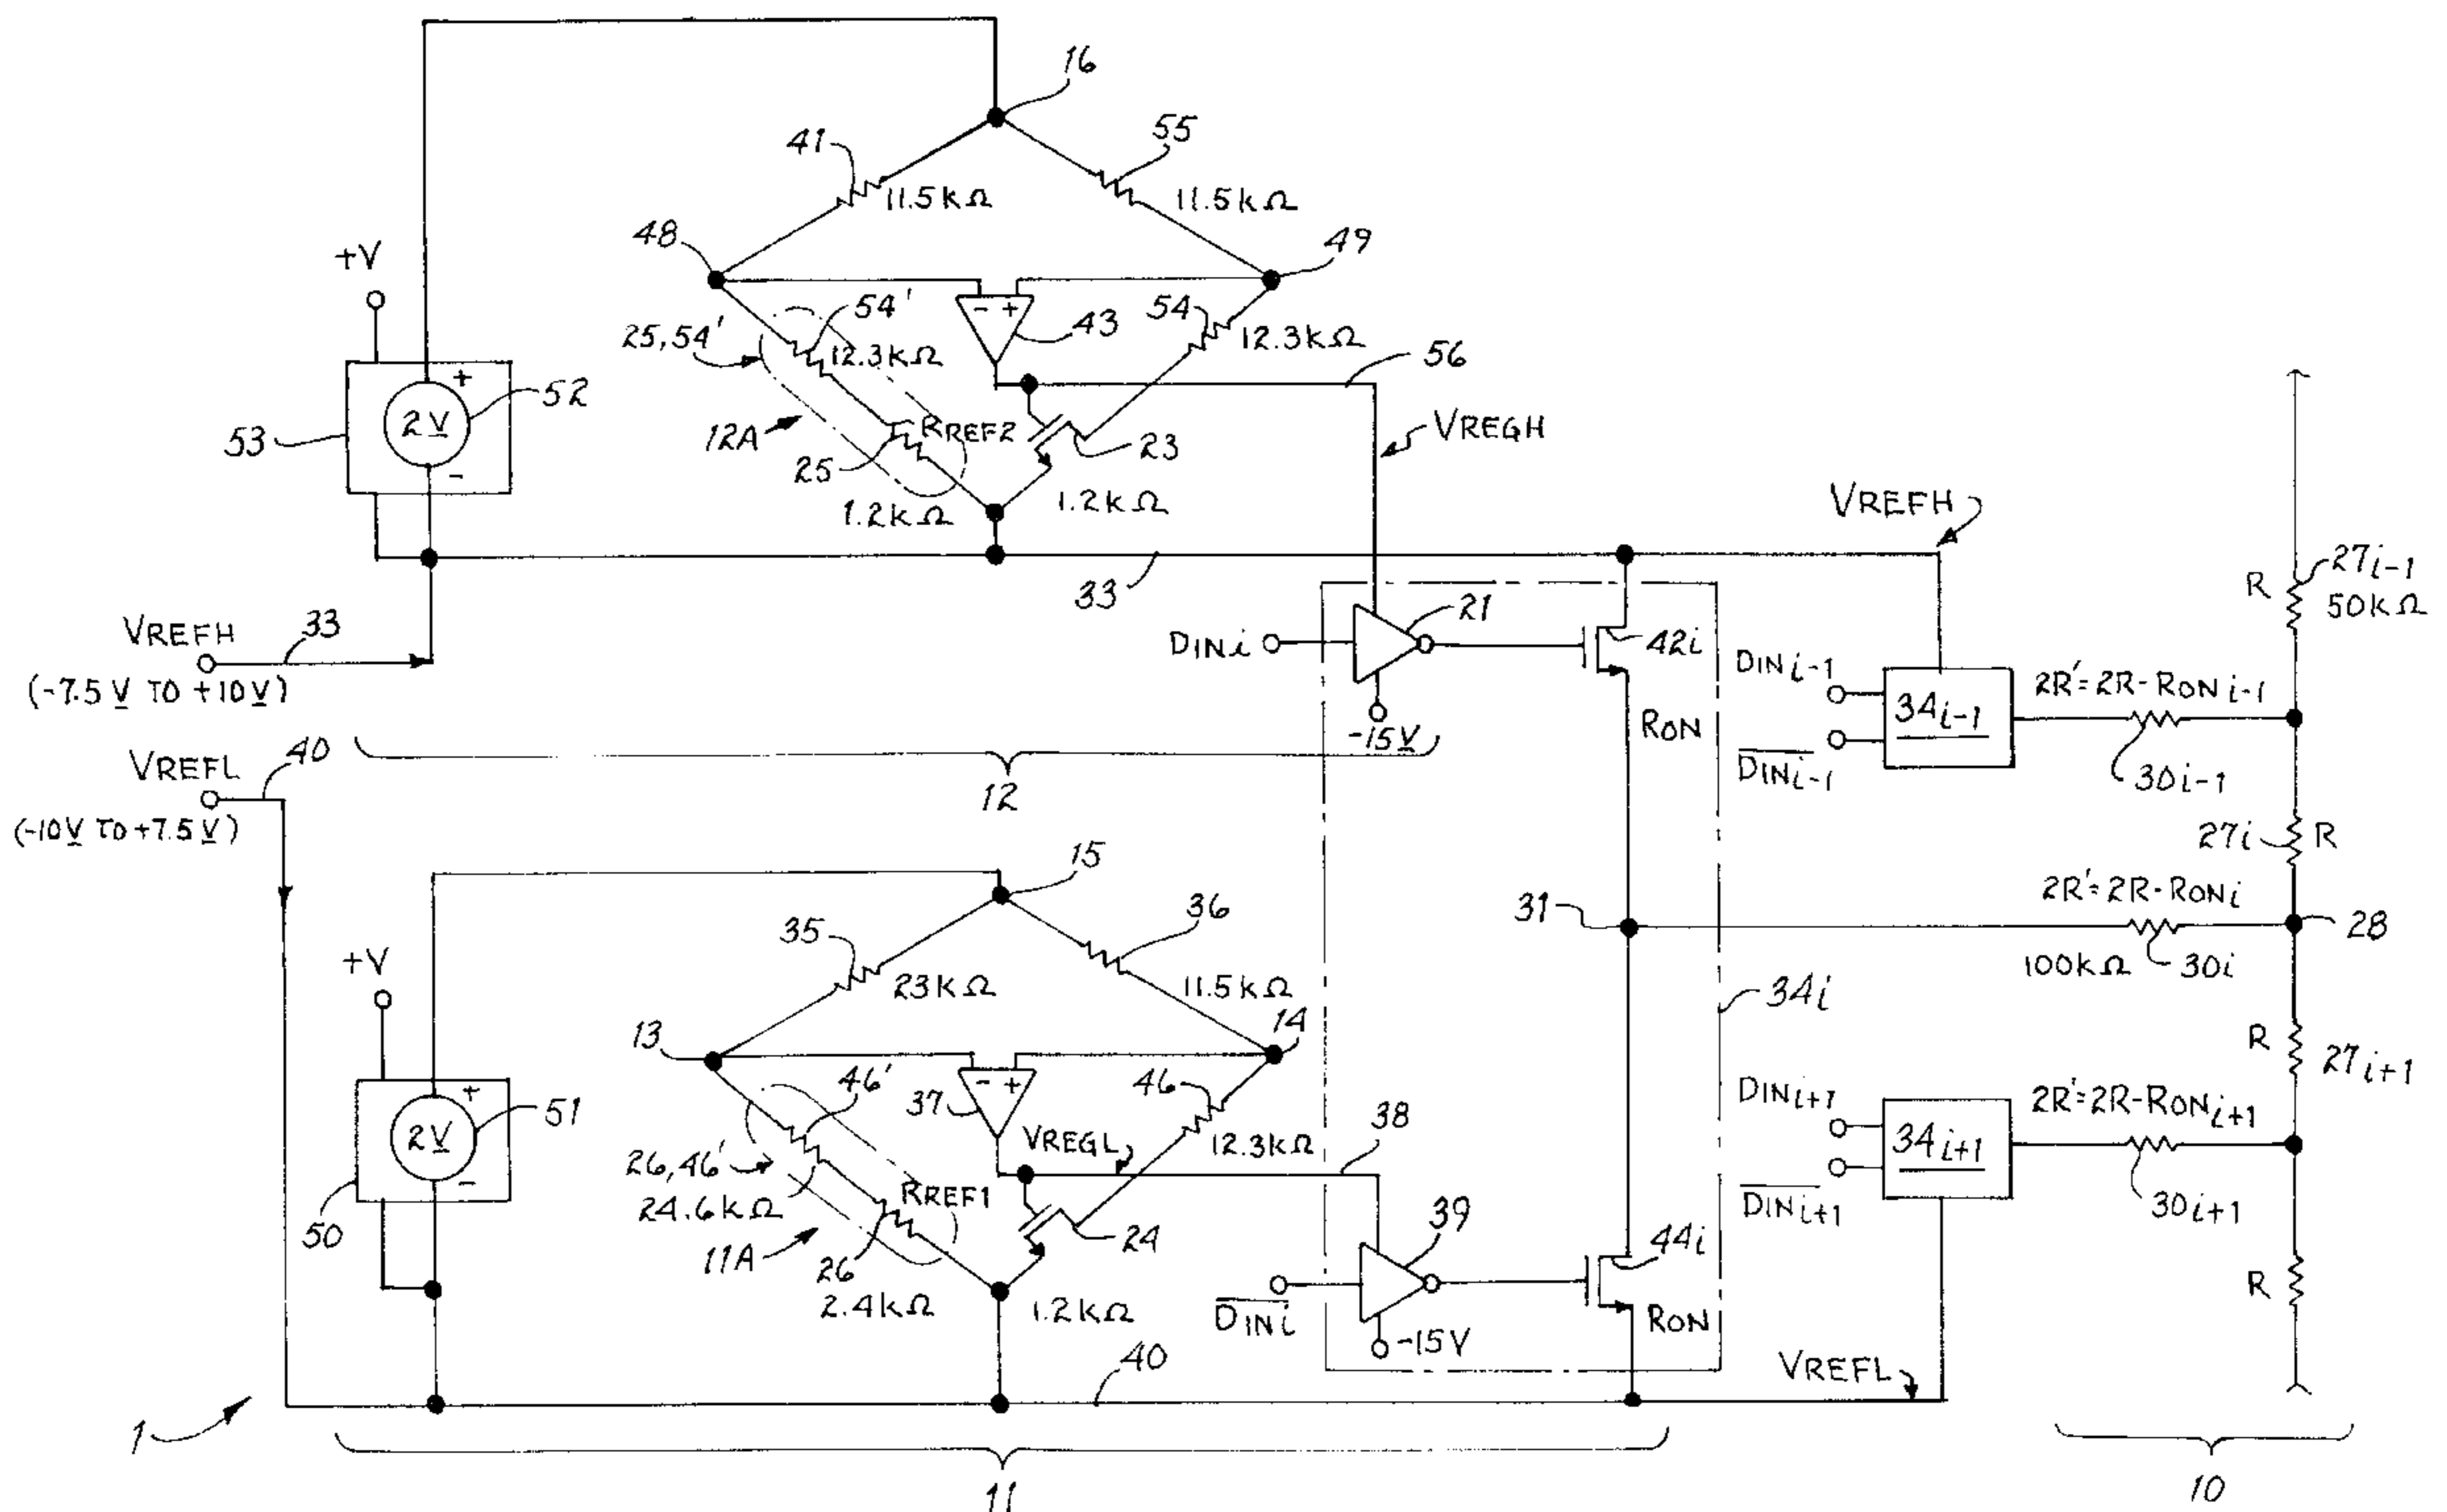 16
41
55
11.5kΩ
11.5kΩ
48
49
+V
- +
43
54'
54
25,54'
12.3kΩ
12.3kΩ
56
+
2V
52
-
53
12A
RREF2
25
23
VREGH
1.2kΩ
1.2kΩ
VREFH
33
27i-1
R
50kΩ
VREFH
33
(-7.5V TO +10V)
DINi
21
42i
-15V
RON
DINi-1
DINi-1
34i-1
2R'=2R-RONi-1
30i-1
VREFL
40
(-10V TO +7.5V)
12
27i
R
15
35
36
23kΩ
11.5kΩ
31
2R'=2R-RONi
28
100kΩ
30i
34i
+V
13
14
- +
37
46'
46
12.3kΩ
R
27i+1
+
2V
51
-
50
26,46'
24.6kΩ
RREF1
VREGL
38
11A
26
2.4kΩ
24
1.2kΩ
DINi+1
DINi+1
34i+1
2R'=2R-RONi+1
30i+1
39
44i
DINi
-15V
RON
R
40
VREFL
1
11
10